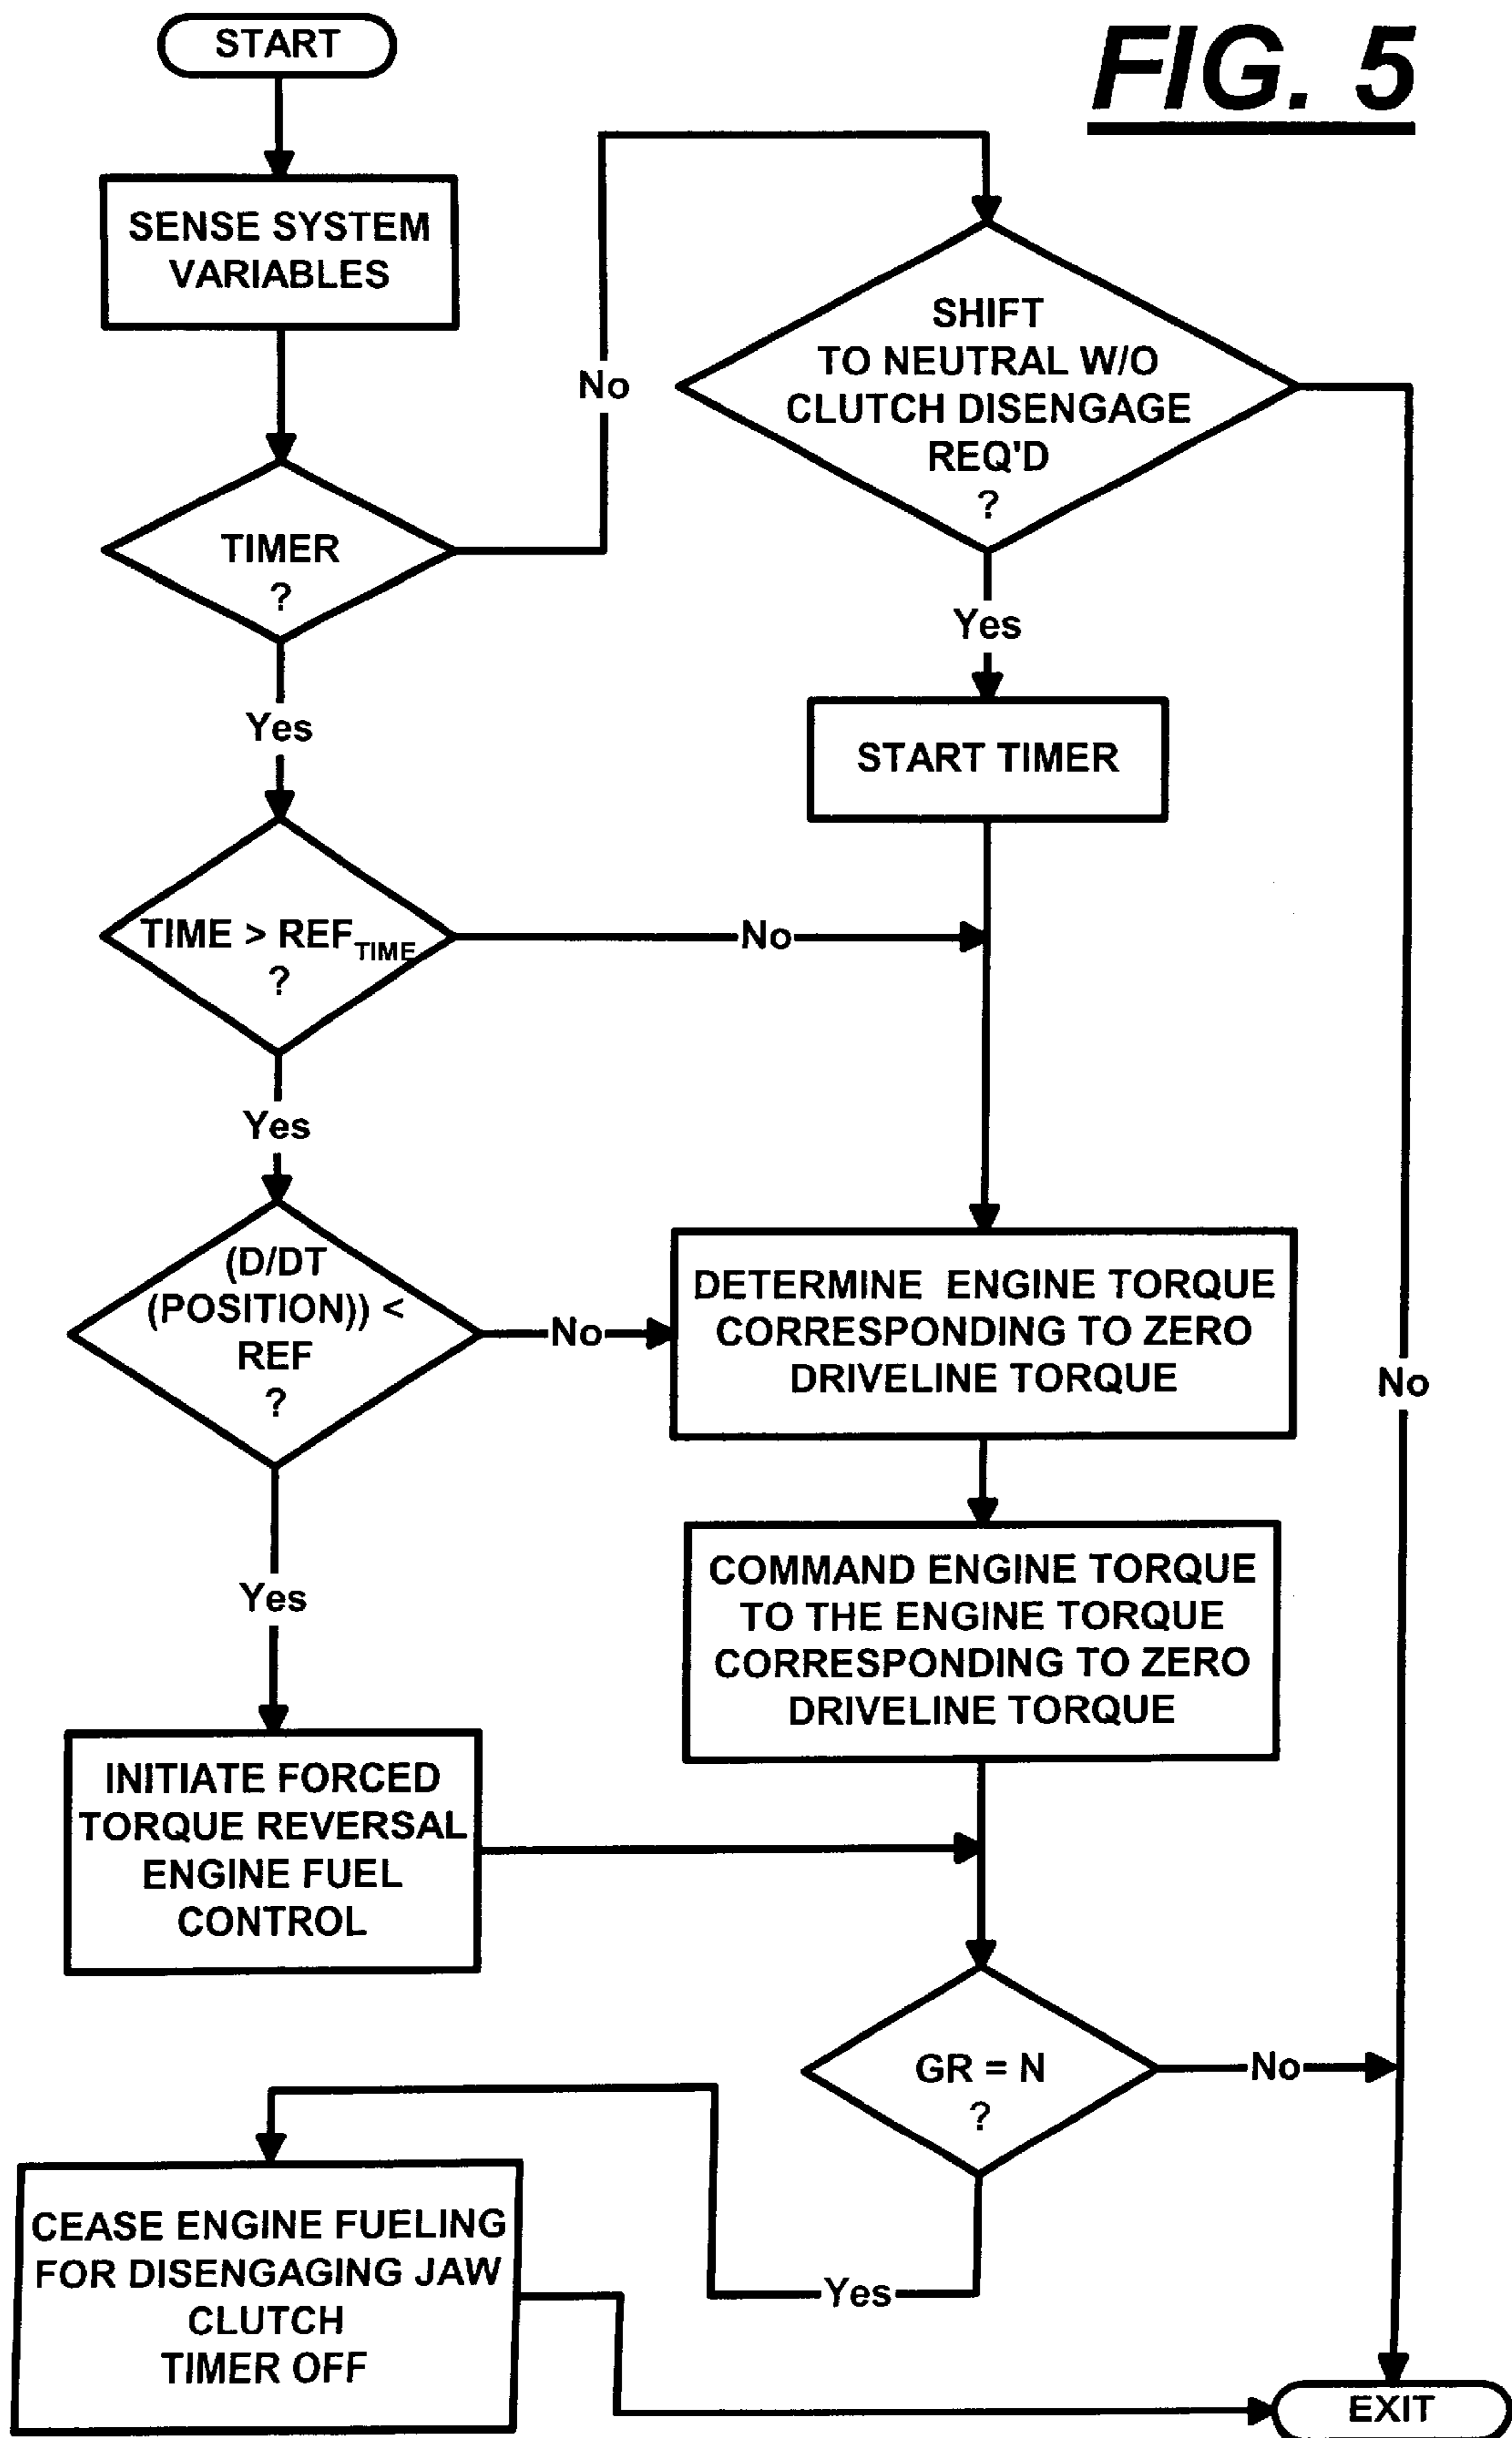 FIG. 5
START
SENSE SYSTEM
VARIABLES
TIMER
?
No
Yes
SHIFT
TO NEUTRAL W/O
CLUTCH DISENGAGE
REQ'D
?
Yes
No
START TIMER
TIME > REF TIME
?
No
Yes
(D/DT
(POSITION)) <
REF
?
No
Yes
DETERMINE ENGINE TORQUE
CORRESPONDING TO ZERO
DRIVELINE TORQUE
COMMAND ENGINE TORQUE
TO THE ENGINE TORQUE
CORRESPONDING TO ZERO
DRIVELINE TORQUE
INITIATE FORCED
TORQUE REVERSAL
ENGINE FUEL
CONTROL
GR = N
?
No
Yes
CEASE ENGINE FUELING
FOR DISENGAGING JAW
CLUTCH
TIMER OFF
EXIT